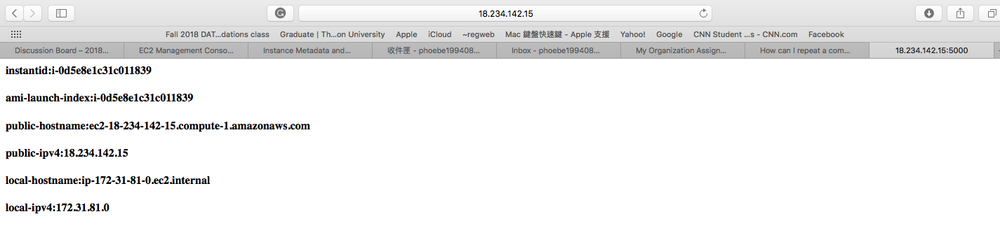 18.234.142.15
Fall 2018 DAT...dations class Graduate | Th...on University Apple iCloud ~regweb Mac 鍵盤快速鍵 - Apple 支援 Yahoo! Google CNN Student ...s - CNN.com Facebook
Discussion Board – 2018... EC2 Management Conso... Instance Metadata and... 收件匣 - phoebe199408... Inbox - phoebe199408... My Organization Assign... How can I repeat a com... 18.234.142.15:5000
instantid:i-0d5e8e1c31c011839
ami-launch-index:i-0d5e8e1c31c011839
public-hostname:ec2-18-234-142-15.compute-1.amazonaws.com
public-ipv4:18.234.142.15
local-hostname:ip-172-31-81-0.ec2.internal
local-ipv4:172.31.81.0